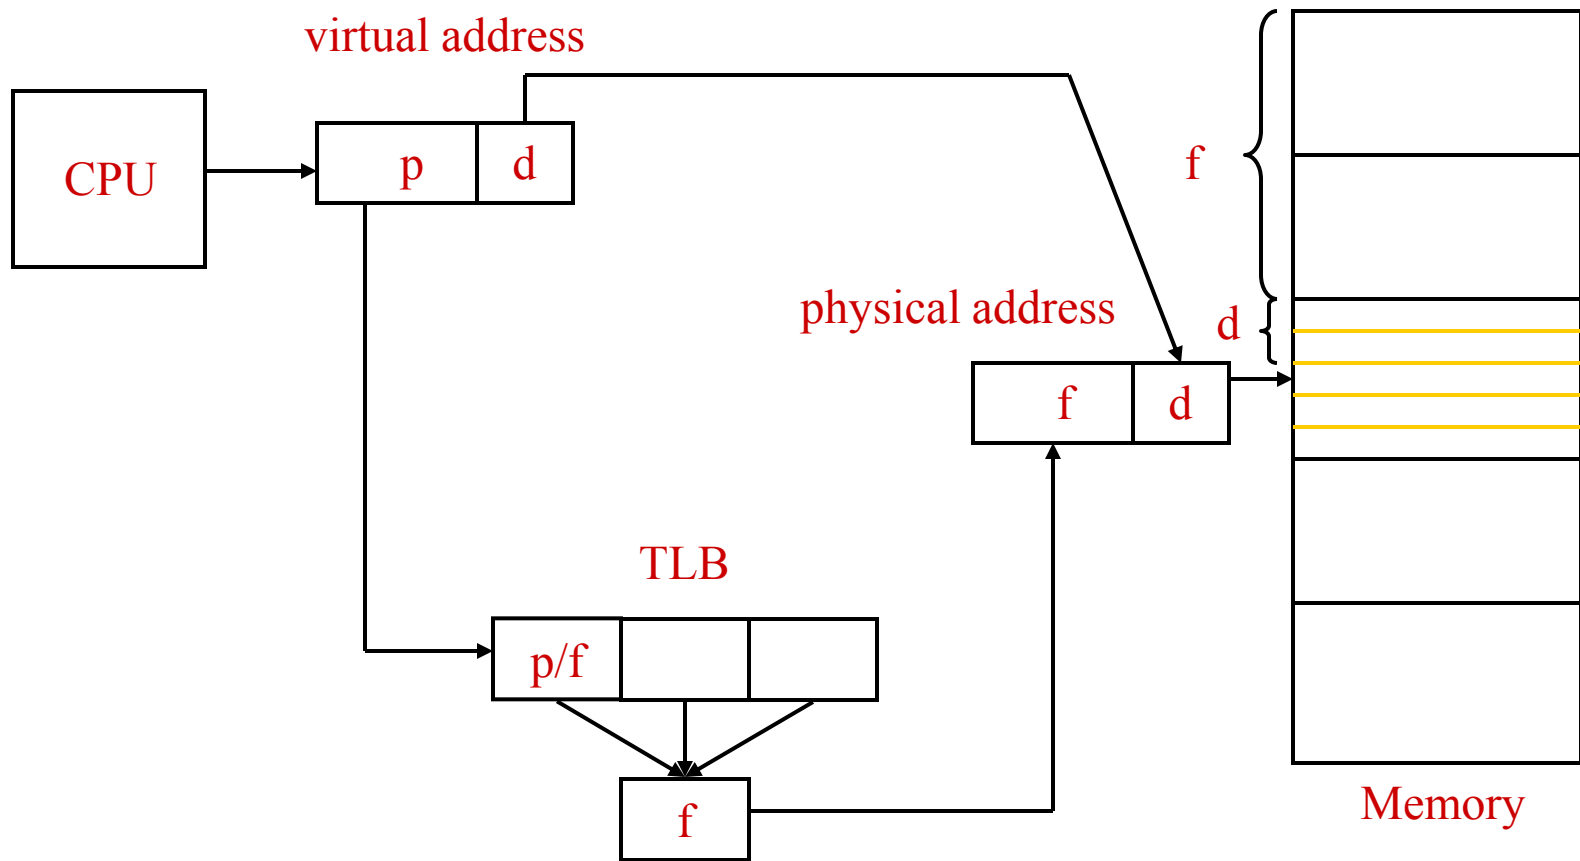 virtual address
CPU
p
d
f
physical address
d
f
d
TLB
p/f
f
Memory